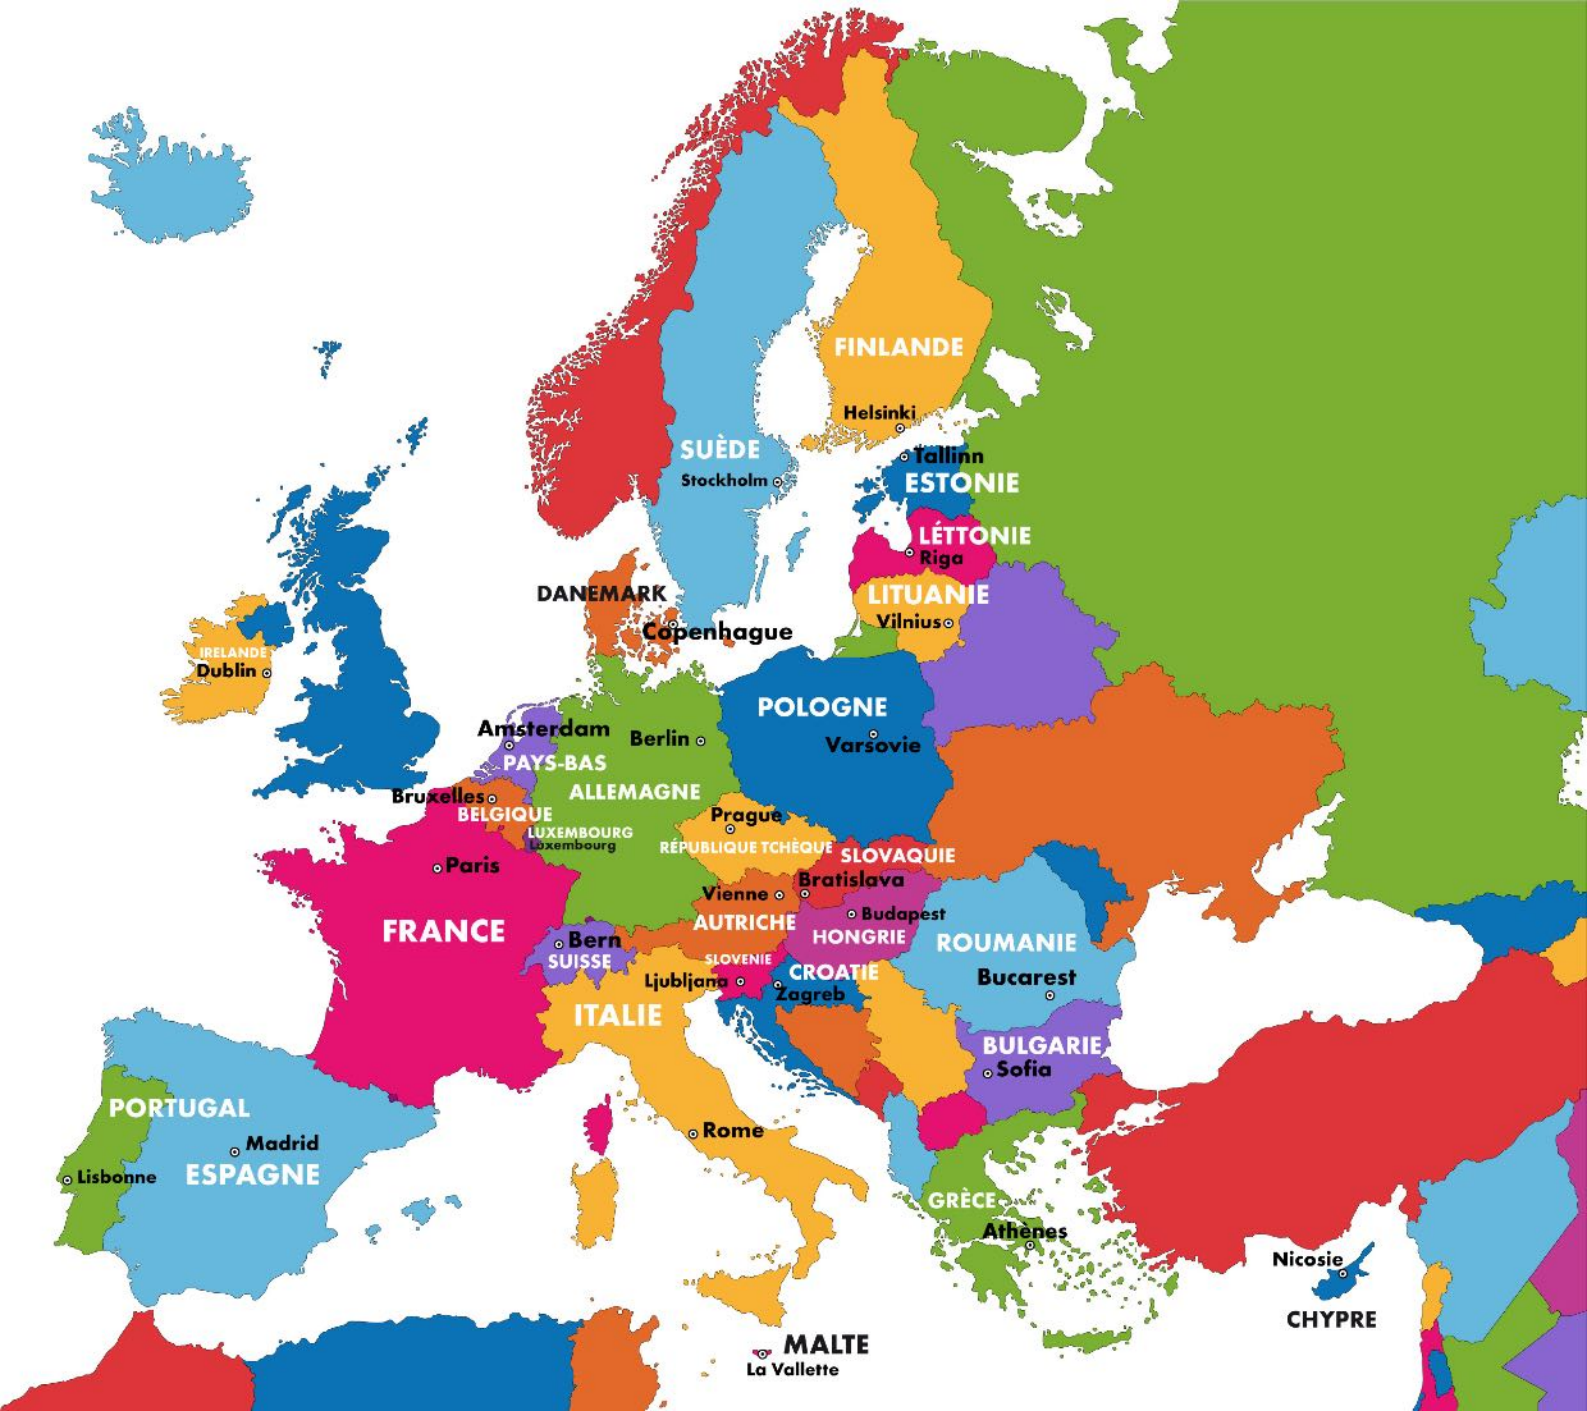 FINLANDE
Helsinki
SUÈDE
Stockholm
Tallinn
ESTONIE
LÉTTONIE
Riga
DANEMARK
Copenhague
LITUANIE
Vilnius
IRELANDE
Dublin
POLOGNE
Varsovie
Amsterdam
PAYS-BAS
Berlin
ALLEMAGNE
Bruxelles
BELGIQUE
LUXEMBOURG
Luxembourg
Prague
RÉPUBLIQUE TCHÈQUE
SLOVAQUIE
Bratislava
Paris
FRANCE
Vienne
AUTRICHE
Budapest
HONGRIE
ROUMANIE
Bucarest
Bern
SUISSE
SLOVENIE
Ljubljana
CROATIE
Zagreb
ITALIE
Rome
BULGARIE
Sofia
PORTUGAL
Lisbonne
Madrid
ESPAGNE
GRÈCE
Athènes
Nicosie
CHYPRE
MALTE
La Vallette